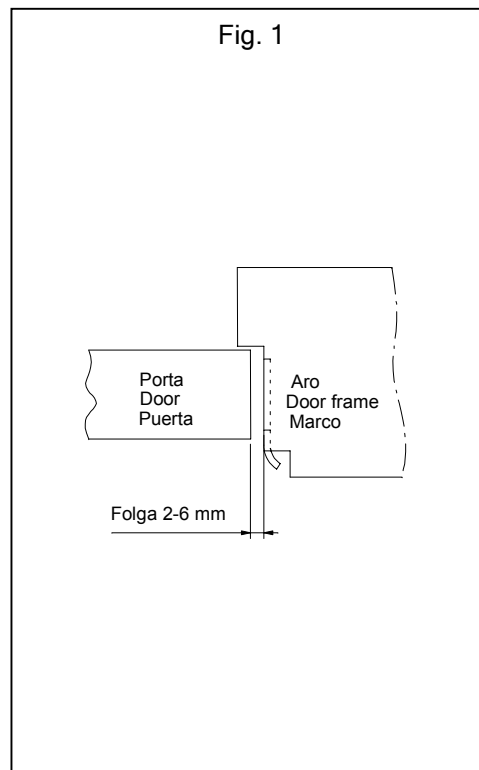 Fig. 1
Porta
Door
Puerta
Aro
Door frame
Marco
Folga 2-6 mm